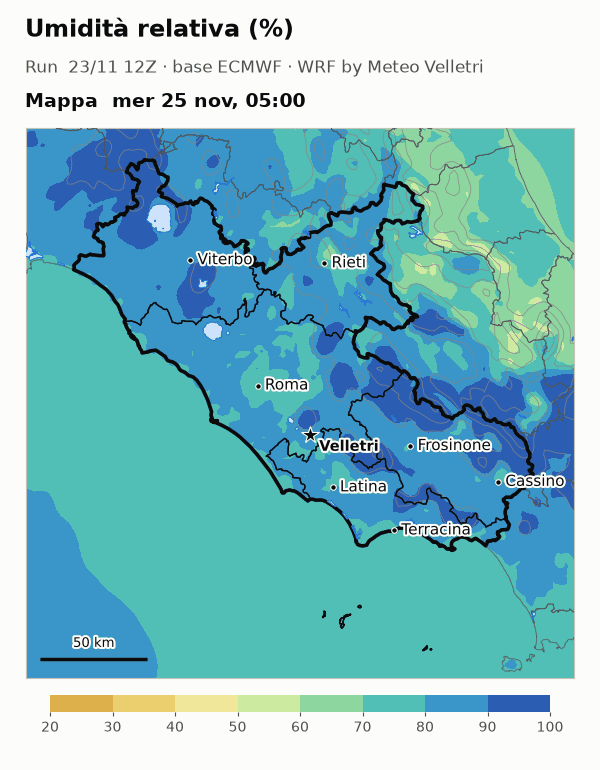 Umidità relativa (%)
Run  23/11 12Z · base ECMWF · WRF by Meteo Velletri
Mappa  mer 25 nov, 05:00
Viterbo
Rieti
Roma
Velletri
Frosinone
Cassino
Latina
Terracina
50 km
20 30 40 50 60 70 80 90 100